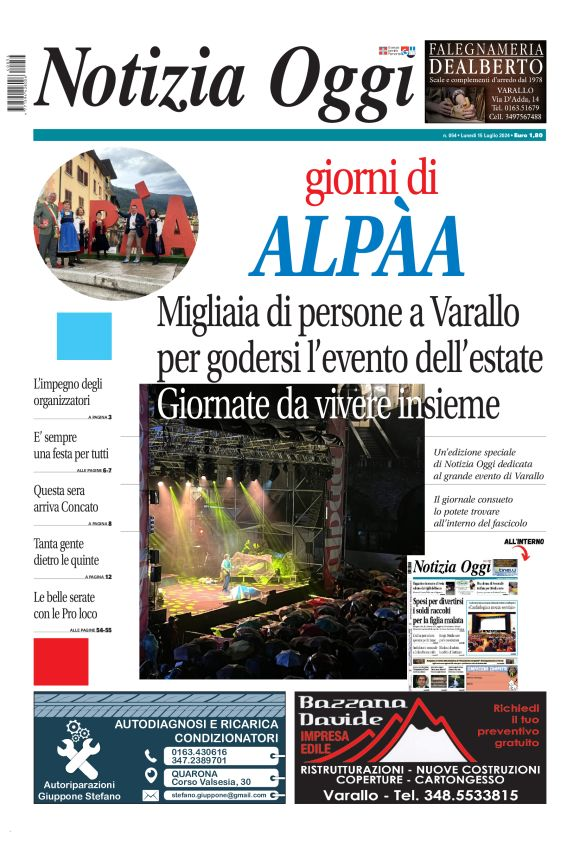 Notizia Oggi
FALEGNAMERIA
DEALBERTO
Scale e complementi d'arredo dal 1978
VARALLO
Via D'Adda, 14
Tel. 0163.51679
Cell. 3497567488
n. 054 • Lunedì 15 Luglio 2024 • Euro 1,80
giorni di
ALPÀA
PÀA
Migliaia di persone a Varallo
per godersi l'evento dell'estate
Giornate da vivere insieme
L'impegno degli
organizzatori
A PAGINA 3
E' sempre
una festa per tutti
ALLE PAGINE 6-7
Questa sera
arriva Concato
A PAGINA 8
Tanta gente
dietro le quinte
A PAGINA 12
Le belle serate
con le Pro loco
ALLE PAGINE 54-55
Un'edizione speciale
di Notizia Oggi dedicata
al grande evento di Varallo
Il giornale consueto
lo potete trovare
all'interno del fascicolo
ALL'INTERNO
Notizia Oggi
Spesi per divertirsi
i soldi raccolti
per la figlia malata
AUTODIAGNOSI E RICARICA
CONDIZIONATORI
0163.430616
347.2389701
QUARONA
Corso Valsesia, 30
stefano.giuppone@gmail.com
Autoriparazioni
Giuppone Stefano
Bazzana
Davide
IMPRESA
EDILE
Richiedi
il tuo
preventivo
gratuito
RISTRUTTURAZIONI - NUOVE COSTRUZIONI
COPERTURE - CARTONGESSO
Varallo - Tel. 348.5533815